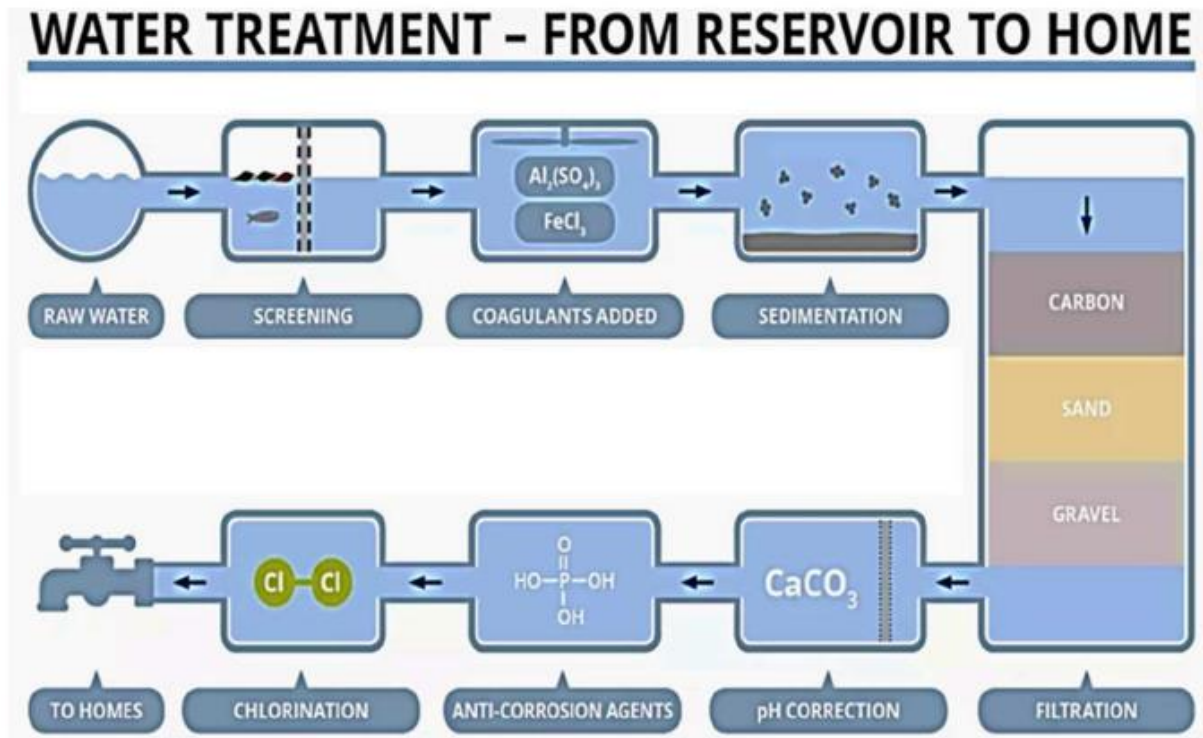 WATER TREATMENT – FROM RESERVOIR TO HOME
Al₂(SO₄)₃
FeCl₃
RAW WATER
SCREENING
COAGULANTS ADDED
SEDIMENTATION
CARBON
SAND
GRAVEL
Cl–Cl
O
HO–P–OH
OH
CaCO₃
TO HOMES
CHLORINATION
ANTI-CORROSION AGENTS
pH CORRECTION
FILTRATION